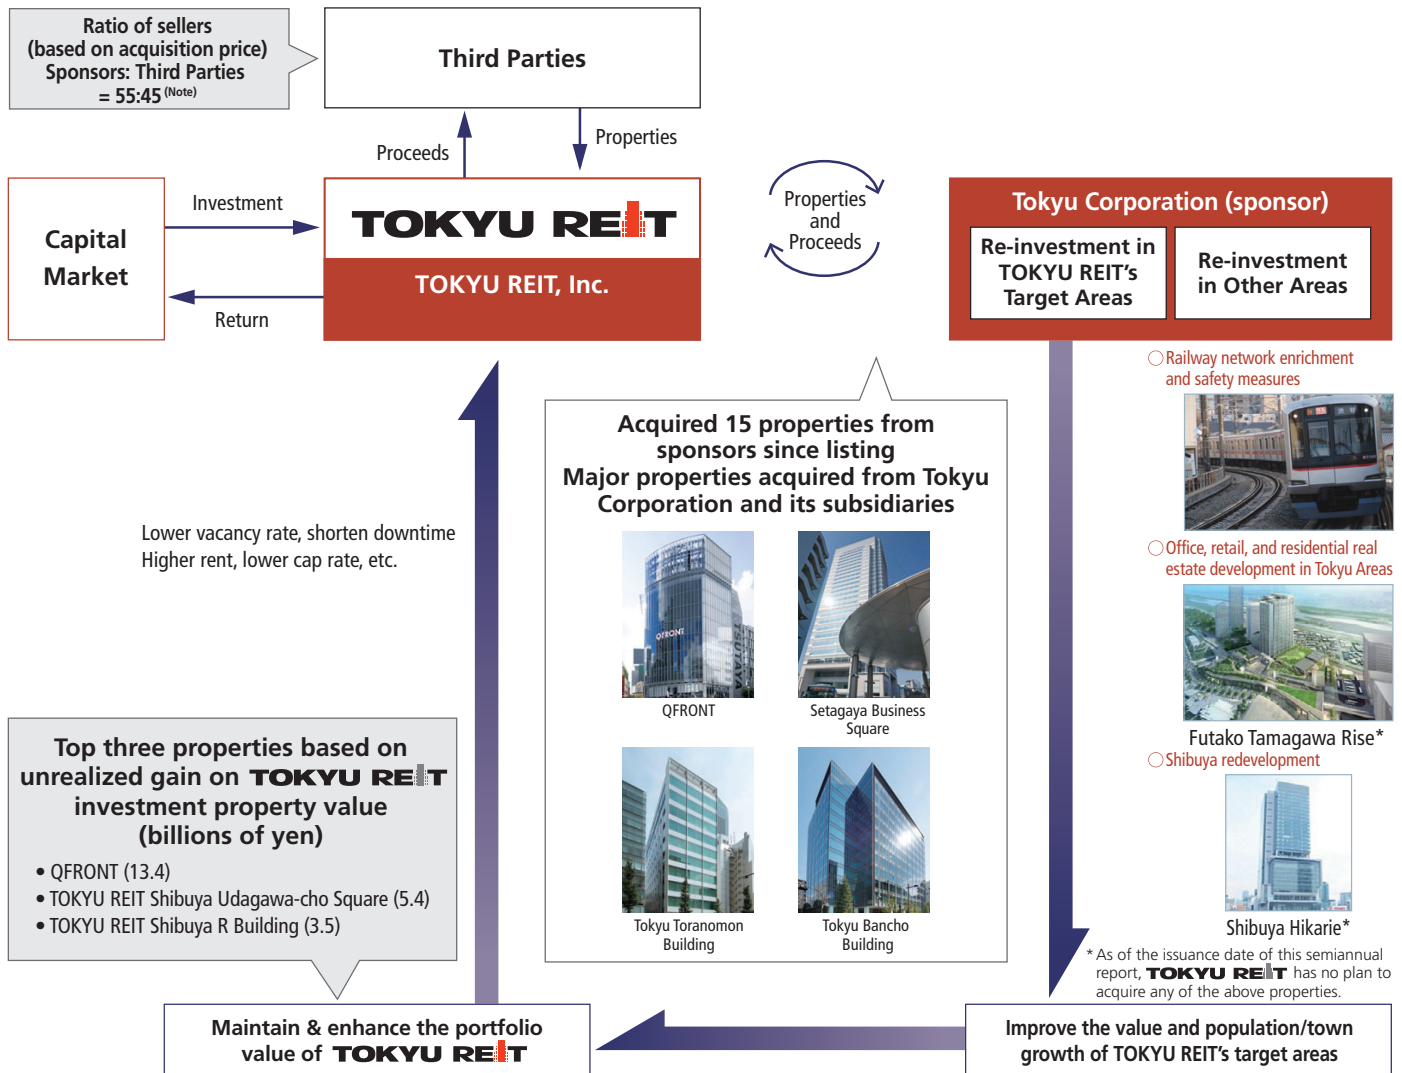 Ratio of sellers
(based on acquisition price)
Sponsors: Third Parties
= 55:45 (Note)
Third Parties
Proceeds
Properties
Capital
Market
Investment
Return
TOKYU REIT
TOKYU REIT, Inc.
Properties
and
Proceeds
Tokyu Corporation (sponsor)
Re-investment in
TOKYU REIT's
Target Areas
Re-investment
in Other Areas
○Railway network enrichment
and safety measures
○Office, retail, and residential real
estate development in Tokyu Areas
Futako Tamagawa Rise*
○Shibuya redevelopment
Shibuya Hikarie*
* As of the issuance date of this semiannual
report, TOKYU REIT has no plan to
acquire any of the above properties.
Acquired 15 properties from
sponsors since listing
Major properties acquired from Tokyu
Corporation and its subsidiaries
QFRONT
TSUTAYA
QFRONT
Setagaya Business
Square
Tokyu Toranomon
Building
Tokyu Bancho
Building
Lower vacancy rate, shorten downtime
Higher rent, lower cap rate, etc.
Top three properties based on
unrealized gain on TOKYU REIT
investment property value
(billions of yen)
• QFRONT (13.4)
• TOKYU REIT Shibuya Udagawa-cho Square (5.4)
• TOKYU REIT Shibuya R Building (3.5)
Maintain & enhance the portfolio
value of TOKYU REIT
Improve the value and population/town
growth of TOKYU REIT's target areas